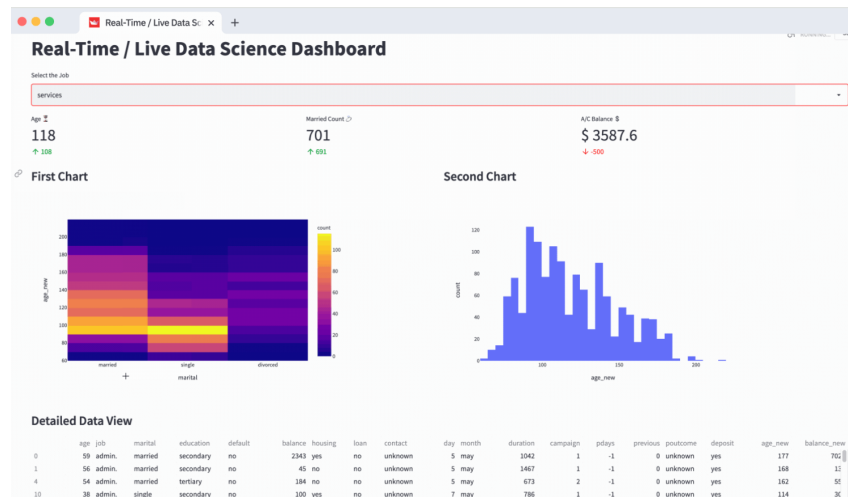 Real-Time / Live Data Sc
Real-Time / Live Data Science Dashboard
Select the Job
services
Age
118
↑ 108
Married Count
701
↑ 691
A/C Balance $
$ 3587.6
↓ -500
First Chart
200
180
160
140
120
100
80
60
age_new
married single divorced
marital
count
100
80
60
40
20
0
Second Chart
120
100
80
60
40
20
0
count
100 150 200
age_new
Detailed Data View
age job marital education default balance housing loan contact day month duration campaign pdays previous poutcome deposit age_new balance_new
0 59 admin. married secondary no 2343 yes no unknown 5 may 1042 1 -1 0 unknown yes 177 702
1 56 admin. married secondary no 45 no no unknown 5 may 1467 1 -1 0 unknown yes 168 13
4 54 admin. married tertiary no 184 no no unknown 5 may 673 2 -1 0 unknown yes 162 55
10 38 admin. single secondary no 100 yes no unknown 7 may 786 1 -1 0 unknown yes 114 30